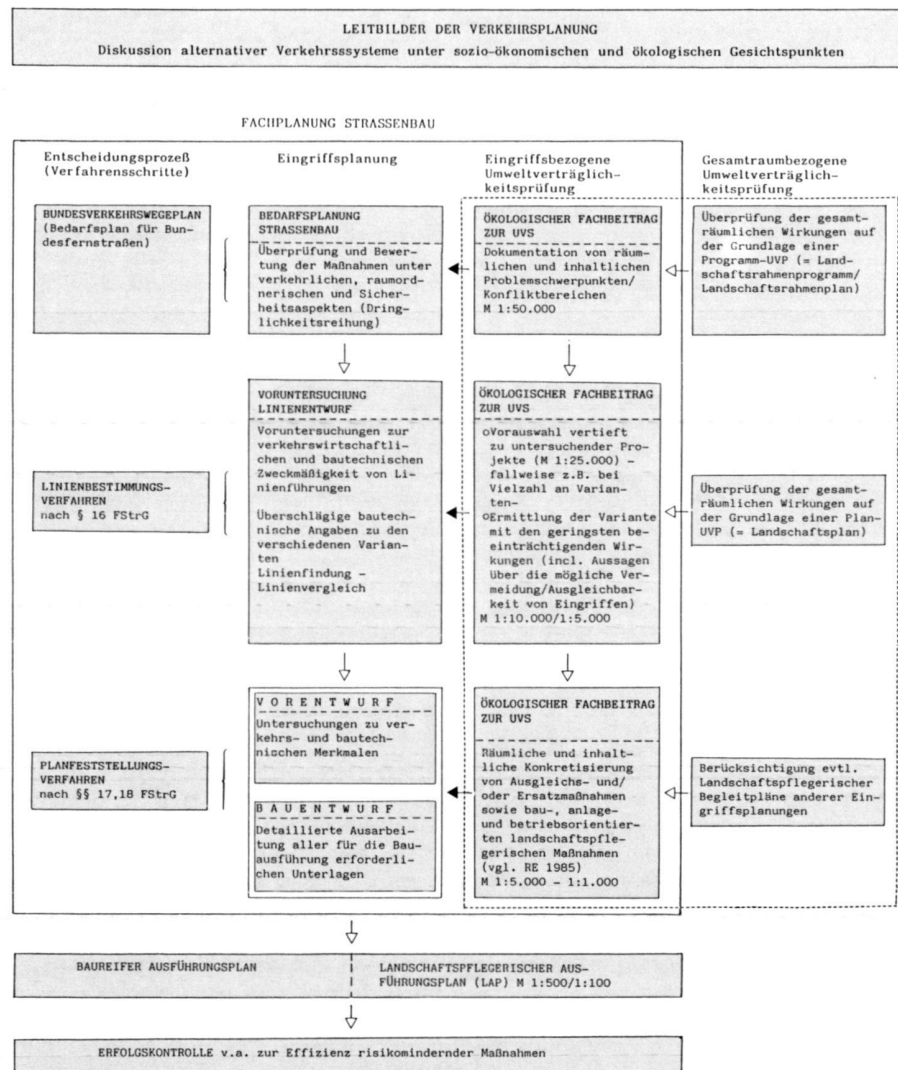 LEITBILDER DER VERKEHRSPLANUNG
Diskussion alternativer Verkehrsssysteme unter sozio-ökonomischen und ökologischen Gesichtspunkten
FACHPLANUNG STRASSENBAU
Entscheidungsprozeß
(Verfahrensschritte)
Eingriffsplanung
Eingriffsbezogene
Umweltverträglich-
keitsprüfung
Gesamtraumbezogene
Umweltverträglich-
keitsprüfung
BUNDESVERKEHRSWEGEPLAN
(Bedarfsplan für Bun-
desfernstraßen)
BEDARFSPLANUNG
STRASSENBAU
Überprüfung und Bewer-
tung der Maßnahmen unter
verkehrlichen, raumord-
nerischen und Sicher-
heitsaspekten (Dring-
lichkeitsreihung)
ÖKOLOGISCHER FACHBEITRAG
ZUR UVS
Dokumentation von räum-
lichen und inhaltlichen
Problemschwerpunkten/
Konfliktbereichen
M 1:50.000
Überprüfung der gesamt-
räumlichen Wirkungen auf
der Grundlage einer
Programm-UVP (= Land-
schaftsrahmenprogramm/
Landschaftsrahmenplan)
LINIENBESTIMMUNGS-
VERFAHREN
nach § 16 FStrG
VORUNTERSUCHUNG
LINIENENTWURF
Voruntersuchungen zur
verkehrswirtschaftli-
chen und bautechnischen
Zweckmäßigkeit von Li-
nienführungen
Überschlägige bautech-
nische Angaben zu den
verschiedenen Varian-
ten
Linienfindung -
Linienvergleich
ÖKOLOGISCHER FACHBEITRAG
ZUR UVS
oVorauswahl vertieft
zu untersuchender Pro-
jekte (M 1:25.000) -
fallweise z.B. bei
Vielzahl an Varian-
ten-
oErmittlung der Variante
mit den geringsten be-
einträchtigenden Wir-
kungen (incl. Aussagen
über die mögliche Ver-
meidung/Ausgleichbar-
keit von Eingriffen)
M 1:10.000/1:5.000
Überprüfung der gesamt-
räumlichen Wirkungen auf
der Grundlage einer Plan-
UVP (= Landschaftsplan)
PLANFESTSTELLUNGS-
VERFAHREN
nach §§ 17,18 FStrG
V O R E N T W U R F
Untersuchungen zu ver-
kehrs- und bautech-
nischen Merkmalen
B A U E N T W U R F
Detaillierte Ausarbei-
tung aller für die Bau-
ausführung erforderli-
chen Unterlagen
ÖKOLOGISCHER FACHBEITRAG
ZUR UVS
Räumliche und inhalt-
liche Konkretisierung
von Ausgleichs- und/
oder Ersatzmaßnahmen
sowie bau-, anlage-
und betriebsorientier-
ten landschaftspfle-
gerischen Maßnahmen
(vgl. RE 1985)
M 1:5.000 - 1:1.000
Berücksichtigung evtl.
Landschaftspflegerischer
Begleitpläne anderer Ein-
griffsplanungen
BAUREIFER AUSFÜHRUNGSPLAN
LANDSCHAFTSPFLEGERISCHER AUS-
FÜHRUNGSPLAN (LAP) M 1:500/1:100
ERFOLGSKONTROLLE v.a. zur Effizienz risikomindernder Maßnahmen